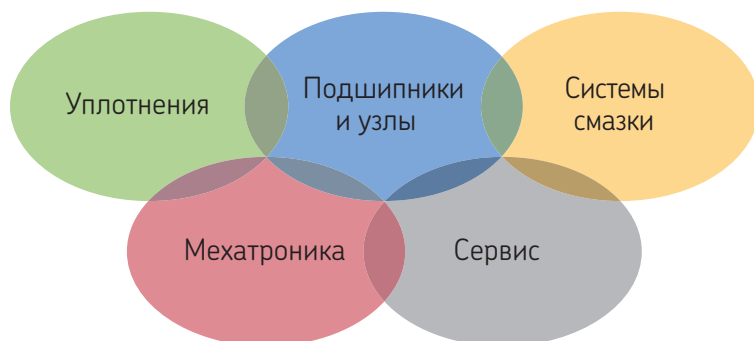 Уплотнения
Подшипники
и узлы
Системы
смазки
Мехатроника
Сервис